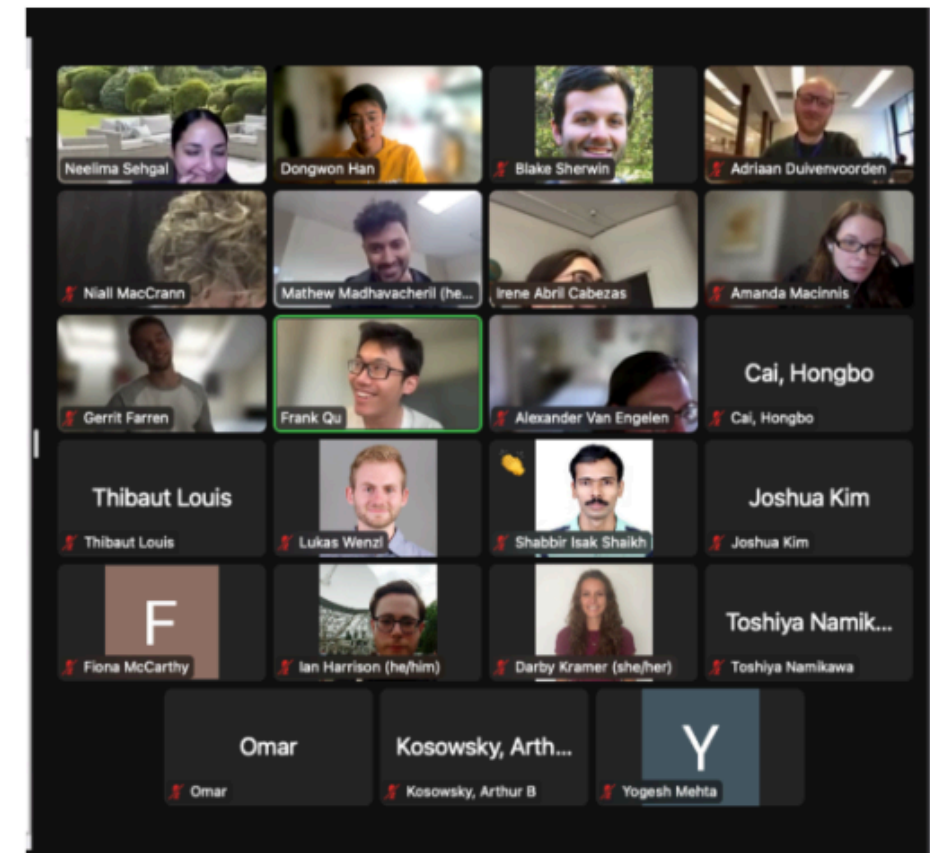 Neelima Sehgal
Dongwon Han
Blake Sherwin
Adriaan Duivenvoorden
Niall MacCrann
Mathew Madhavacheril (he...
Irene Abril Cabezas
Amanda Macinnis
Gerrit Farren
Frank Qu
Alexander Van Engelen
Cai, Hongbo
Cai, Hongbo
Thibaut Louis
Thibaut Louis
Lukas Wenzl
Shabbir Isak Shaikh
Joshua Kim
Joshua Kim
F
Fiona McCarthy
Ian Harrison (he/him)
Darby Kramer (she/her)
Toshiya Namik...
Toshiya Namikawa
Omar
Omar
Kosowsky, Arth...
Kosowsky, Arthur B
Y
Yogesh Mehta